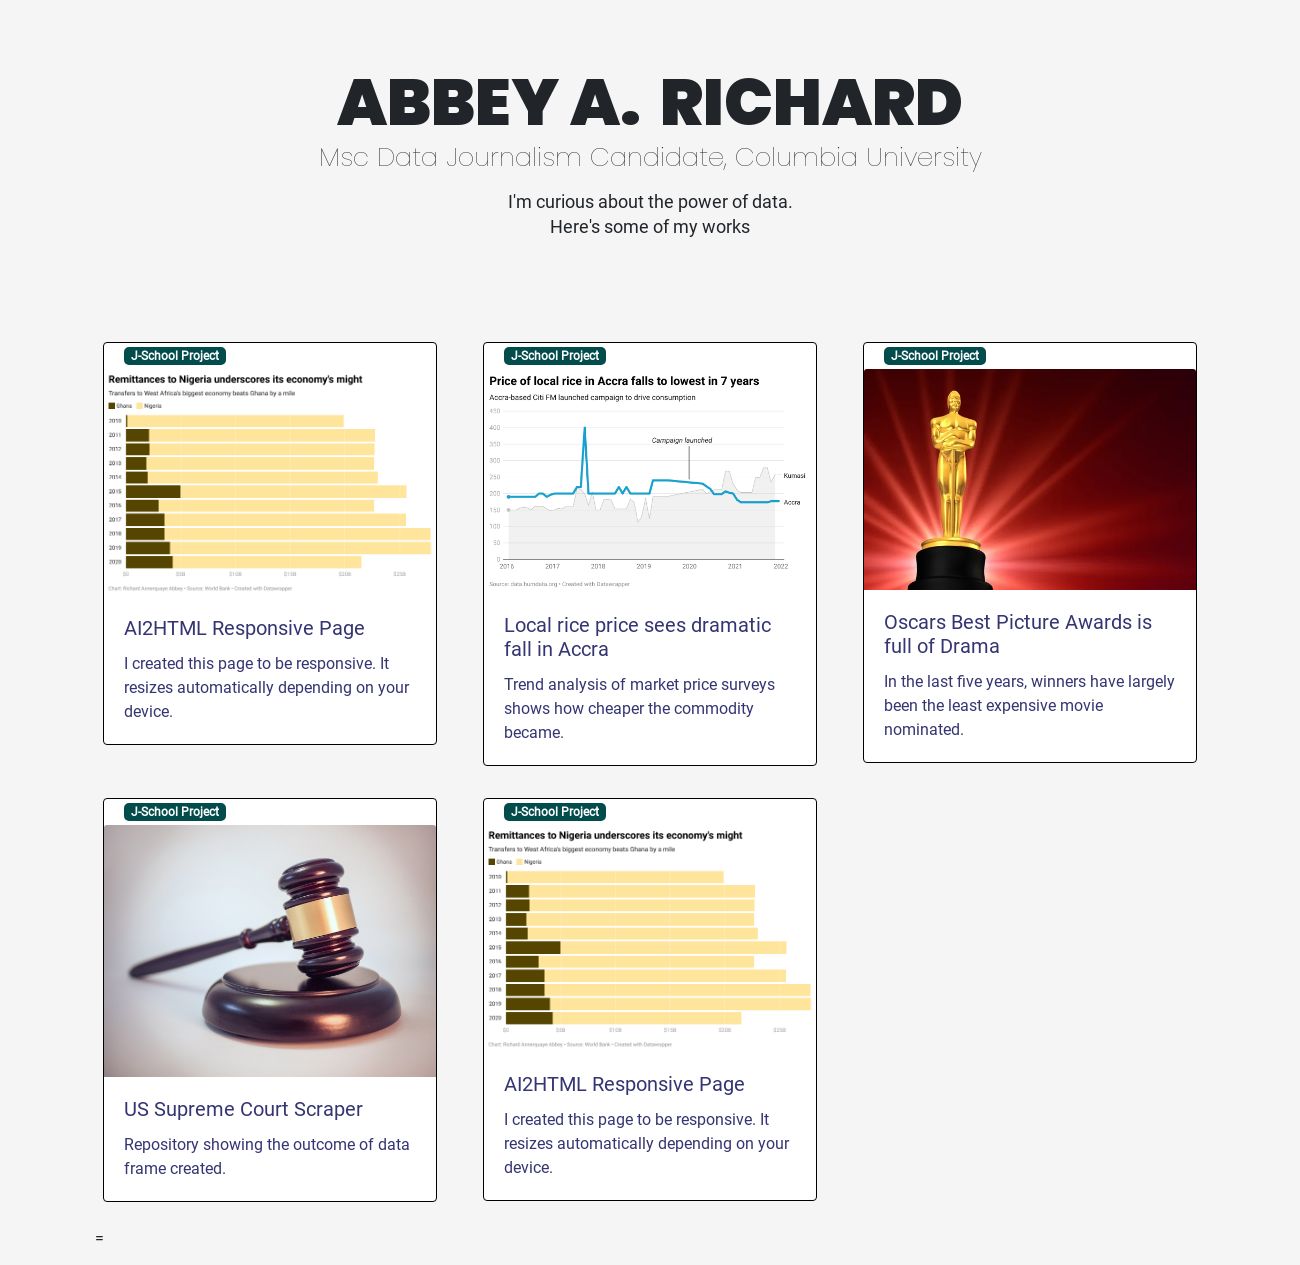 ABBEY A. RICHARD
Msc Data Journalism Candidate, Columbia University
I'm curious about the power of data.
Here's some of my works
J-School Project
Remittances to Nigeria underscores its economy's might
Transfers to West Africa's biggest economy beats Ghana by a mile
Ghana Nigeria
2010
2011
2012
2013
2014
2015
2016
2017
2018
2019
2020
$0 $5B $10B $15B $20B $25B
Chart: Richard Annerquaye Abbey • Source: World Bank • Created with Datawrapper
AI2HTML Responsive Page
I created this page to be responsive. It
resizes automatically depending on your
device.
J-School Project
Price of local rice in Accra falls to lowest in 7 years
Accra-based Citi FM launched campaign to drive consumption
450
400
Campaign launched
350
300
Kumasi
250
200
Accra
150
100
50
0
2016 2017 2018 2019 2020 2021 2022
Source: data.humdata.org • Created with Datawrapper
Local rice price sees dramatic
fall in Accra
Trend analysis of market price surveys
shows how cheaper the commodity
became.
J-School Project
Oscars Best Picture Awards is
full of Drama
In the last five years, winners have largely
been the least expensive movie
nominated.
J-School Project
US Supreme Court Scraper
Repository showing the outcome of data
frame created.
J-School Project
Remittances to Nigeria underscores its economy's might
Transfers to West Africa's biggest economy beats Ghana by a mile
Ghana Nigeria
2010
2011
2012
2013
2014
2015
2016
2017
2018
2019
2020
$0 $5B $10B $15B $20B $25B
Chart: Richard Annerquaye Abbey • Source: World Bank • Created with Datawrapper
AI2HTML Responsive Page
I created this page to be responsive. It
resizes automatically depending on your
device.
=